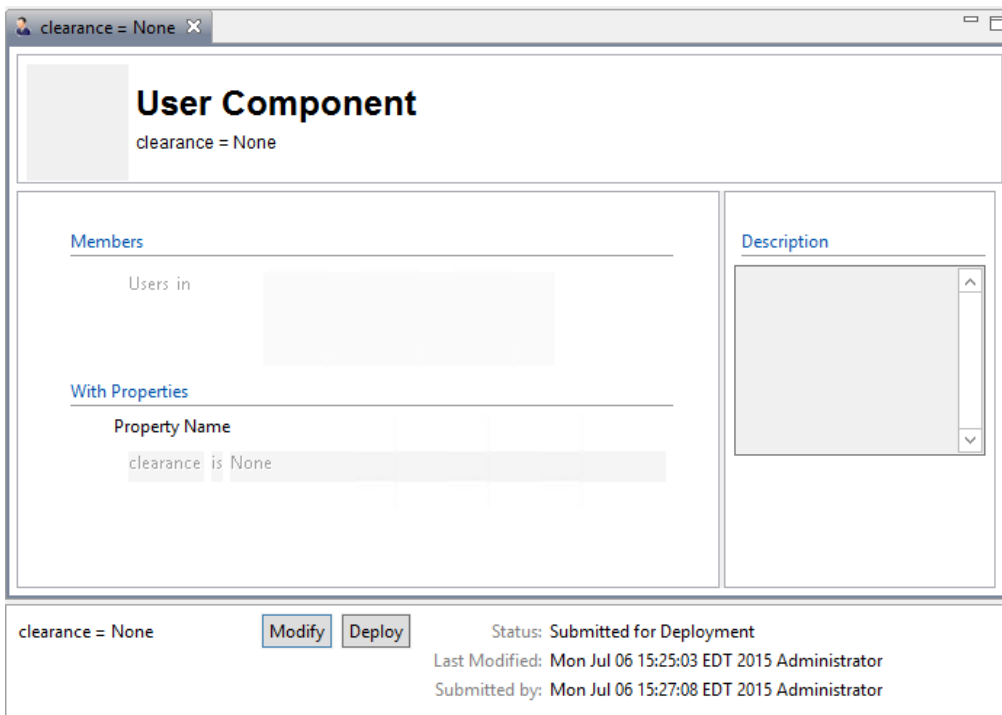 clearance = None
User Component
clearance = None
Members
Users in
With Properties
Property Name
clearance is None
Description
clearance = None
Modify
Deploy
Status: Submitted for Deployment
Last Modified: Mon Jul 06 15:25:03 EDT 2015 Administrator
Submitted by: Mon Jul 06 15:27:08 EDT 2015 Administrator